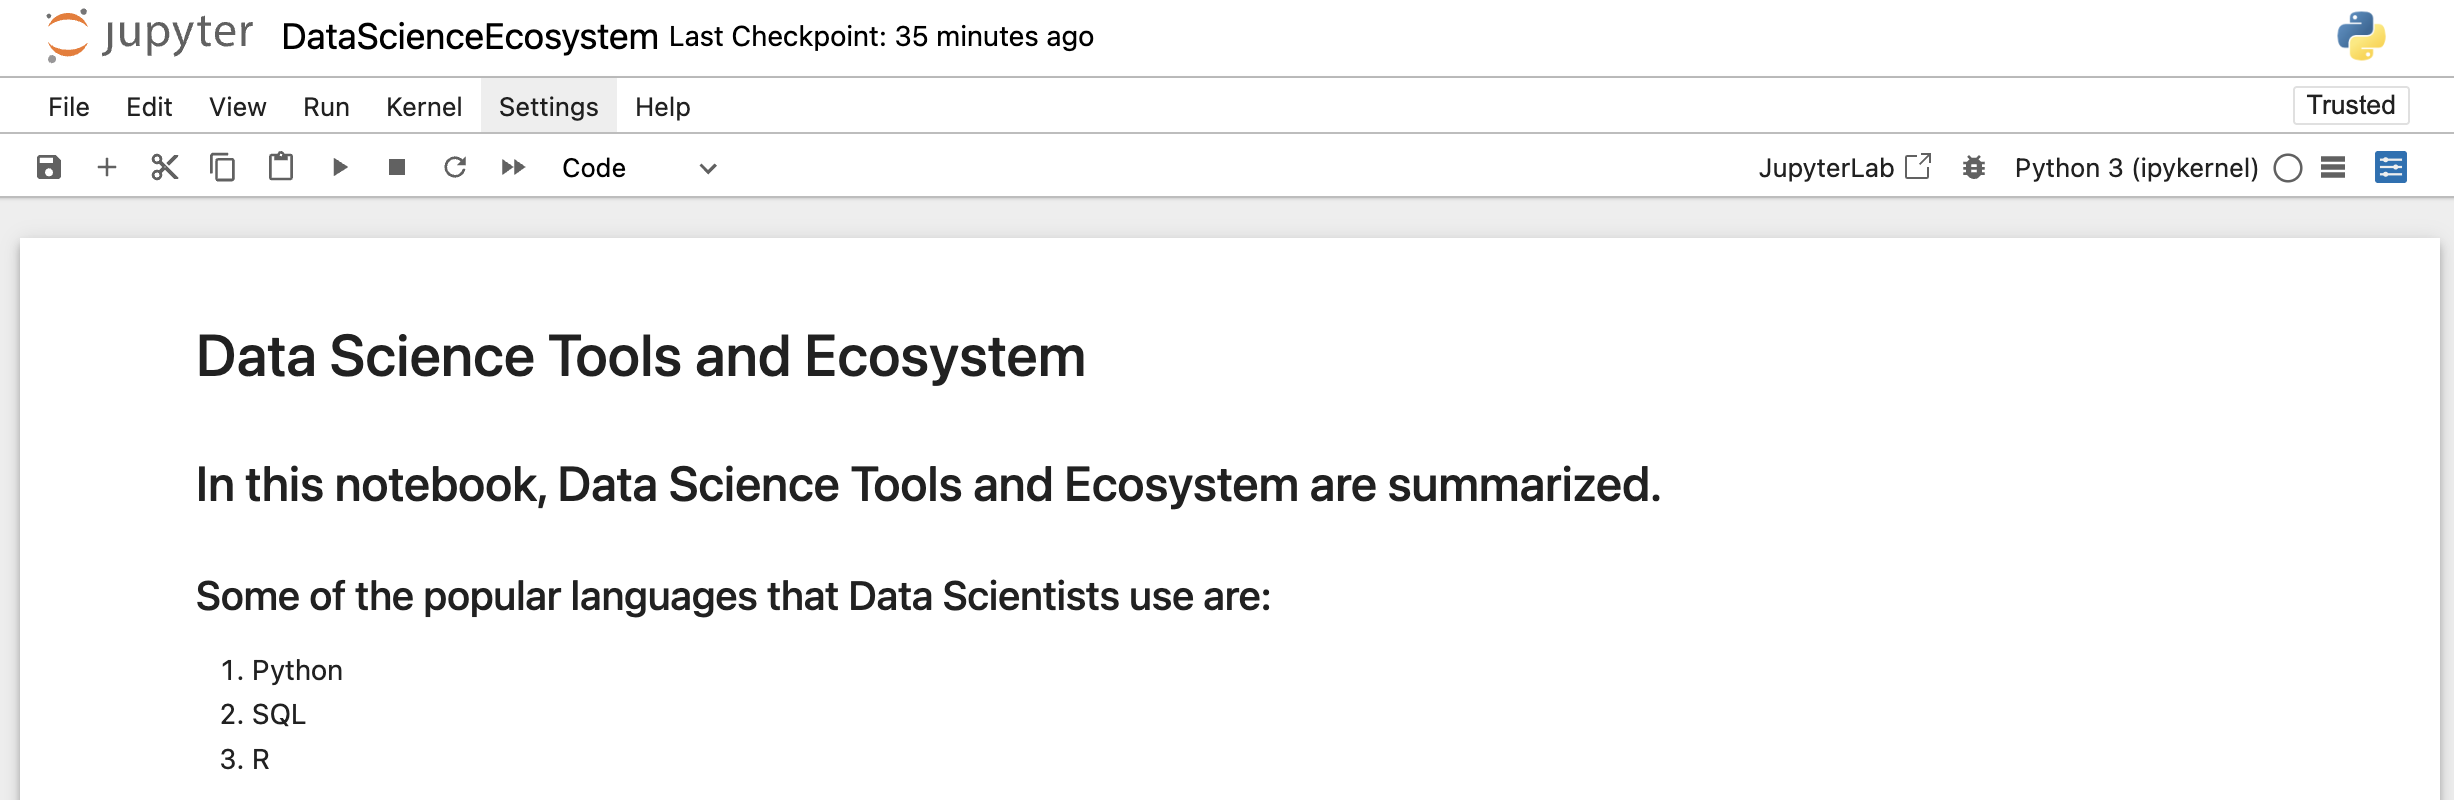 jupyter DataScienceEcosystem Last Checkpoint: 35 minutes ago
File Edit View Run Kernel Settings Help Trusted
Code JupyterLab Python 3 (ipykernel)
Data Science Tools and Ecosystem
In this notebook, Data Science Tools and Ecosystem are summarized.
Some of the popular languages that Data Scientists use are:
1. Python
2. SQL
3. R